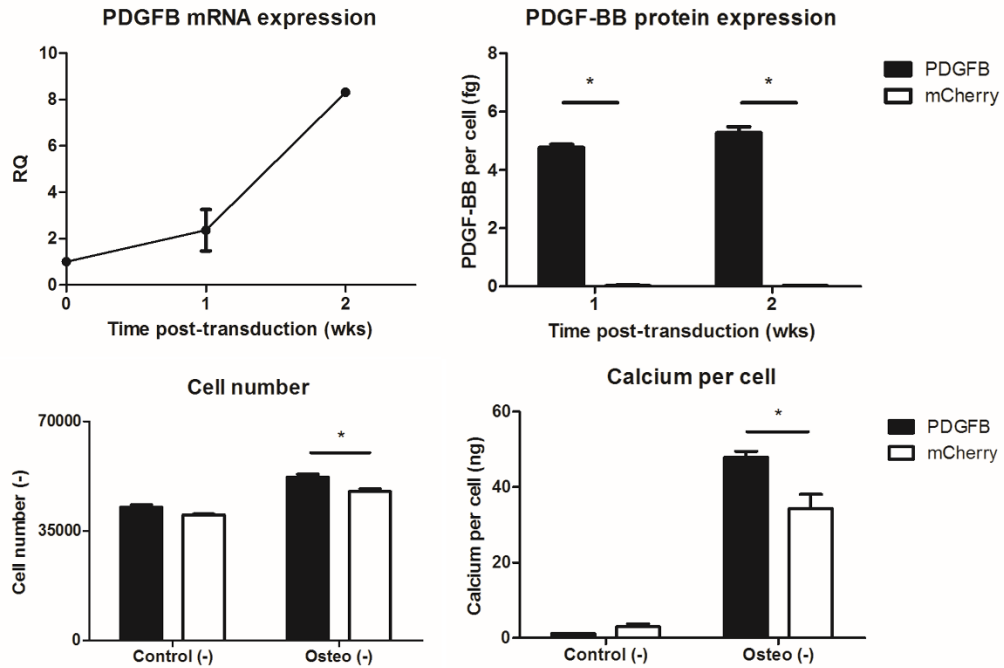 PDGFB mRNA expression
10
8
6
4
2
0
RQ
0 1 2
Time post-transduction (wks)
PDGF-BB protein expression
8
6
4
2
0
PDGF-BB per cell (fg)
* *
1 2
Time post-transduction (wks)
PDGFB
mCherry
Cell number
70000
35000
0
Cell number (-)
*
Control (-) Osteo (-)
Calcium per cell
60
40
20
0
Calcium per cell (ng)
*
Control (-) Osteo (-)
PDGFB
mCherry